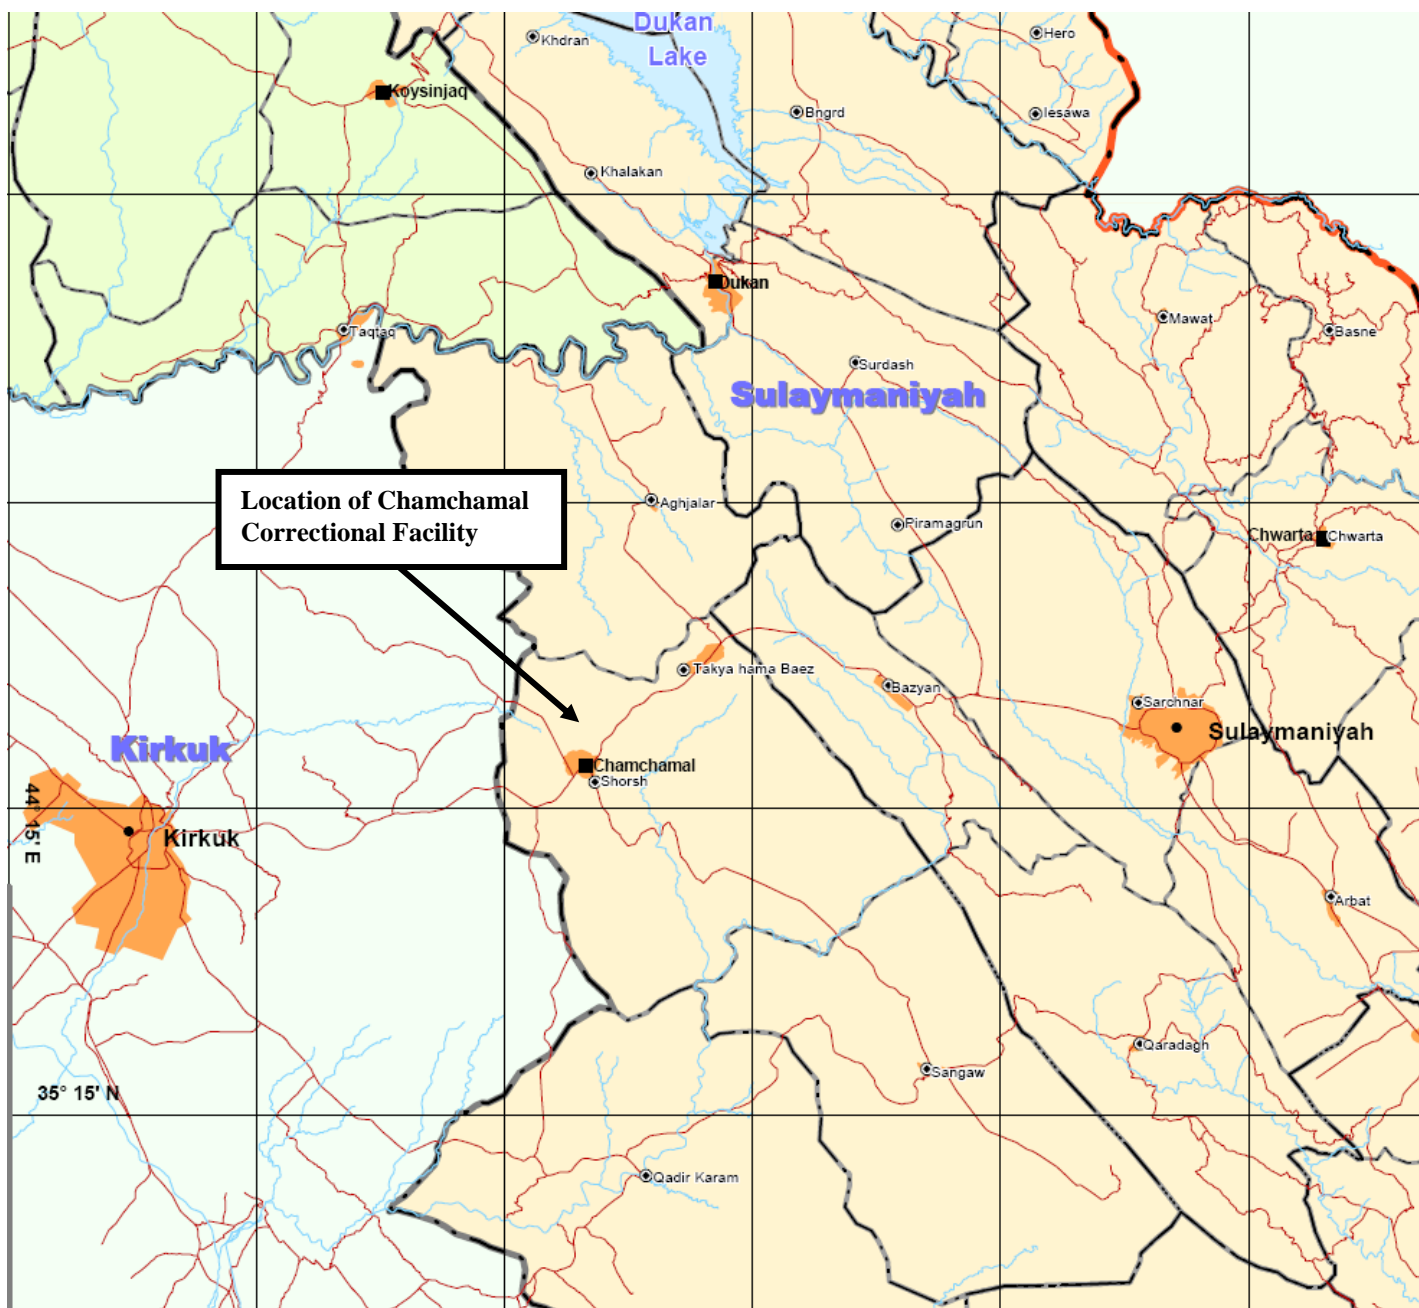 Dukan
Lake
Khdran
Hero
Koysinjaq
Bngrd
Iesawa
Khalakan
Dukan
Taqtaq
Mawat
Basne
Surdash
Sulaymaniyah
Location of Chamchamal
Correctional Facility
Aghjalar
Piramagrun
Chwarta
Chwarta
Takya hama Baez
Bazyan
Sarchnar
Sulaymaniyah
Kirkuk
Chamchamal
Shorsh
44° 15' E
Kirkuk
Arbat
Qaradagh
Sangaw
35° 15' N
Qadir Karam